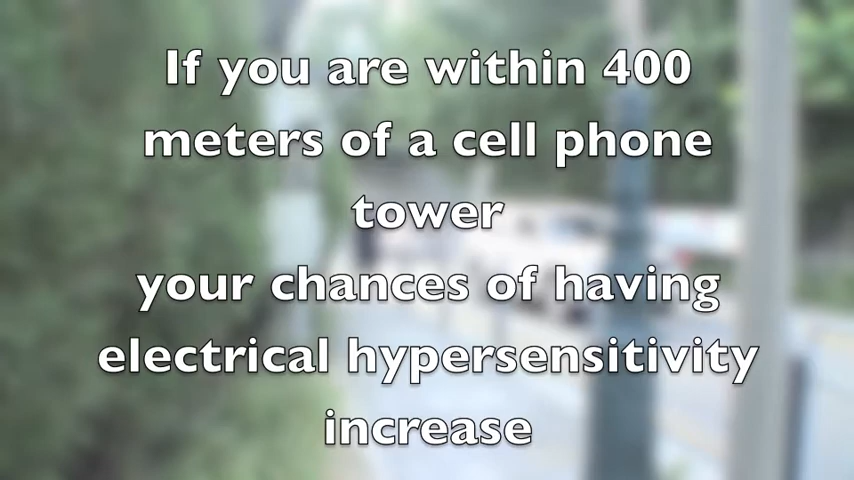 If you are within 400
meters of a cell phone
tower
your chances of having
electrical hypersensitivity
increase